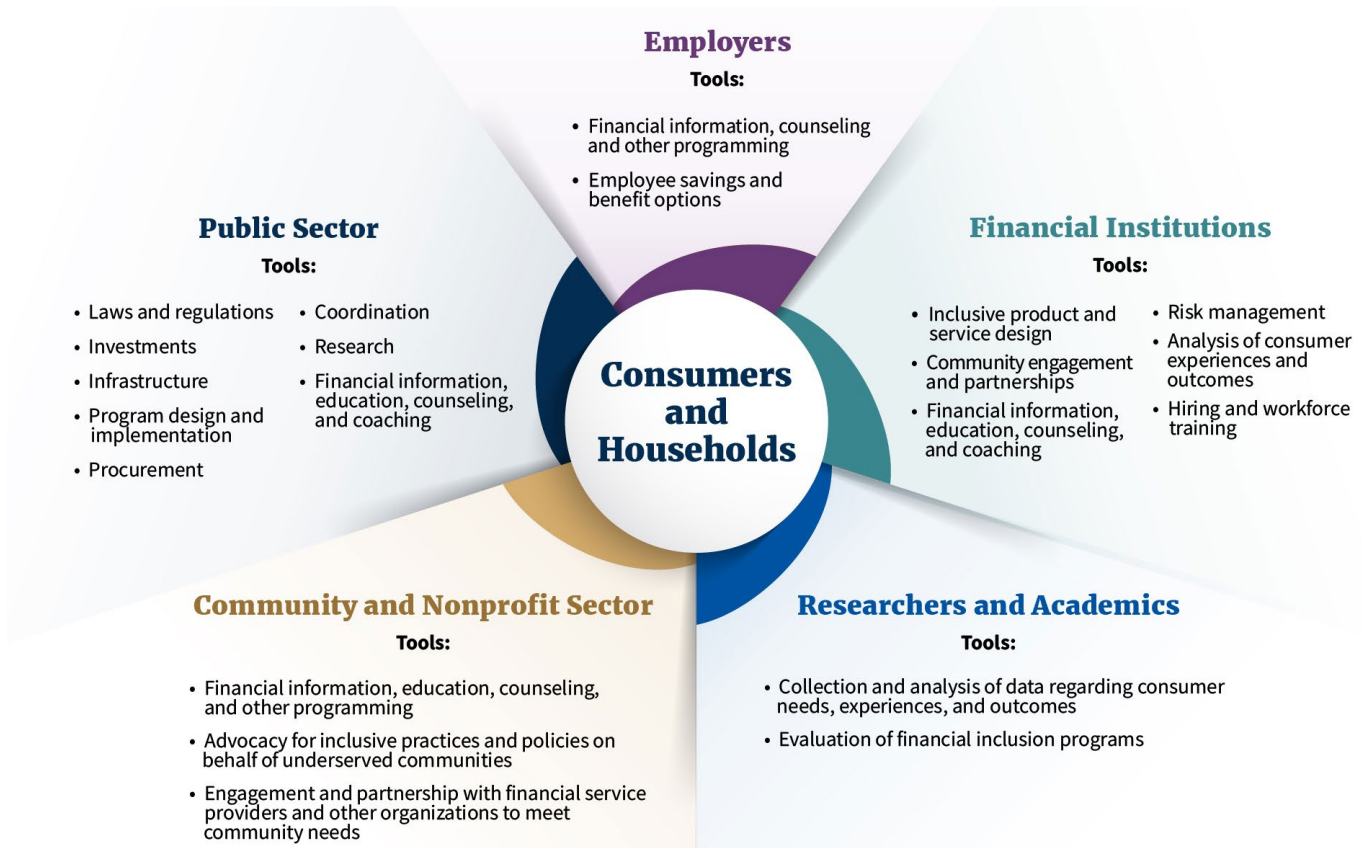 Employers
Tools:
• Financial information, counseling
and other programming
• Employee savings and
benefit options
Public Sector
Tools:
• Laws and regulations
• Investments
• Infrastructure
• Program design and
implementation
• Procurement
• Coordination
• Research
• Financial information,
education, counseling,
and coaching
Financial Institutions
Tools:
• Inclusive product and
service design
• Community engagement
and partnerships
• Financial information,
education, counseling,
and coaching
• Risk management
• Analysis of consumer
experiences and
outcomes
• Hiring and workforce
training
Consumers
and
Households
Community and Nonprofit Sector
Tools:
• Financial information, education, counseling,
and other programming
• Advocacy for inclusive practices and policies on
behalf of underserved communities
• Engagement and partnership with financial service
providers and other organizations to meet
community needs
Researchers and Academics
Tools:
• Collection and analysis of data regarding consumer
needs, experiences, and outcomes
• Evaluation of financial inclusion programs